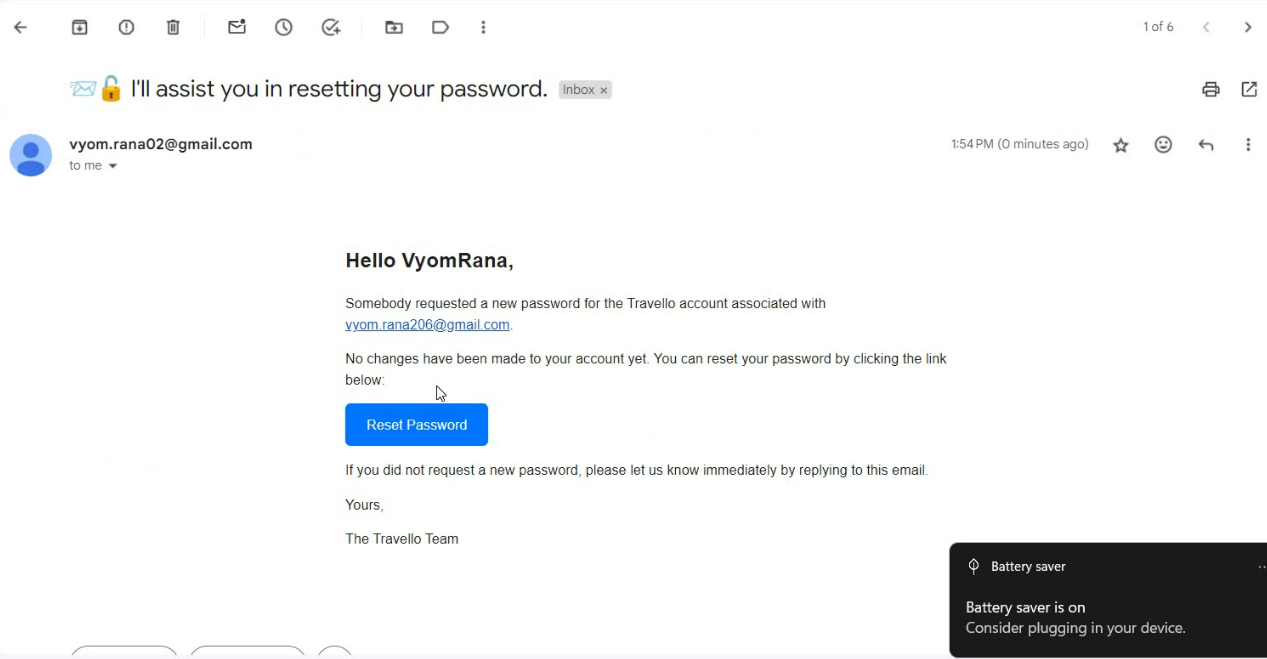 1 of 6
I'll assist you in resetting your password. Inbox ×
vyom.rana02@gmail.com
1:54 PM (0 minutes ago)
to me
Hello VyomRana,
Somebody requested a new password for the Travello account associated with
vyom.rana206@gmail.com.
No changes have been made to your account yet. You can reset your password by clicking the link
below:
Reset Password
If you did not request a new password, please let us know immediately by replying to this email.
Yours,
The Travello Team
Battery saver
Battery saver is on
Consider plugging in your device.